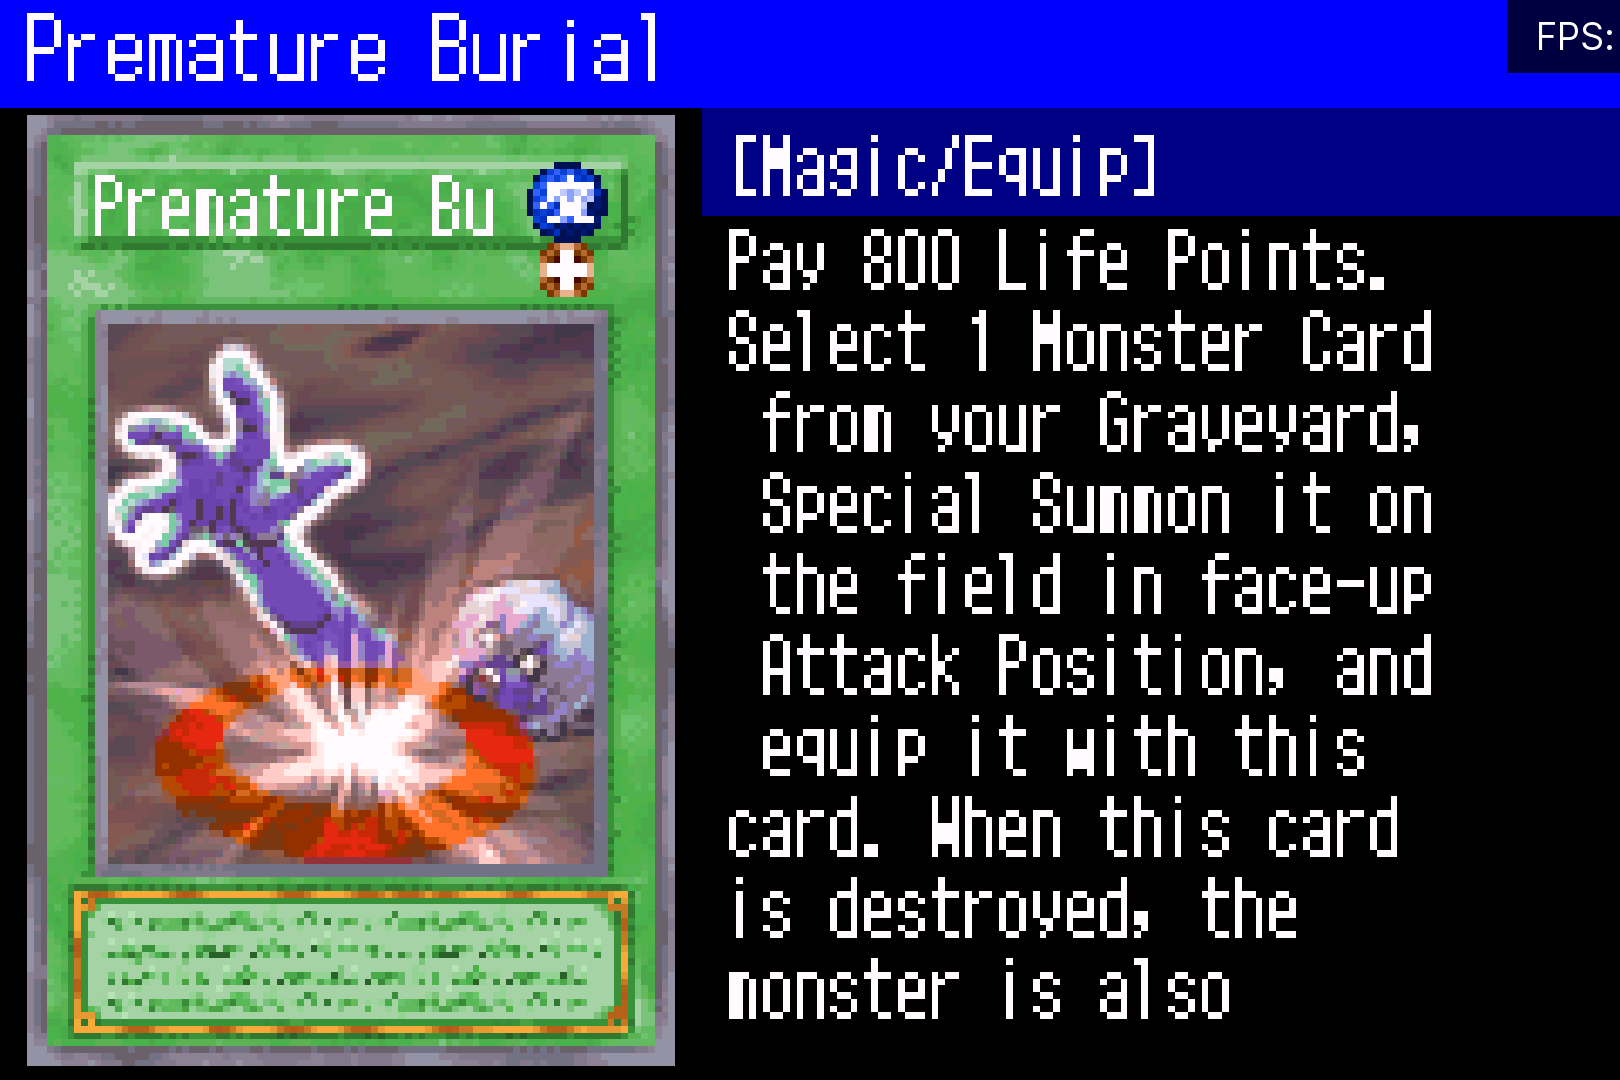 Premature Burial
FPS:
Premature Bu
[Magic/Equip]
Pay 800 Life Points.
Select 1 Monster Card
from your Graveyard,
Special Summon it on
the field in face-up
Attack Position, and
equip it with this
card. When this card
is destroyed, the
monster is also